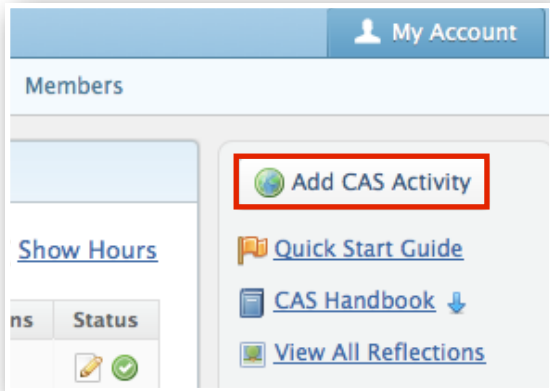 My Account
Members
Add CAS Activity
Show Hours
Quick Start Guide
CAS Handbook
ns Status
View All Reflections